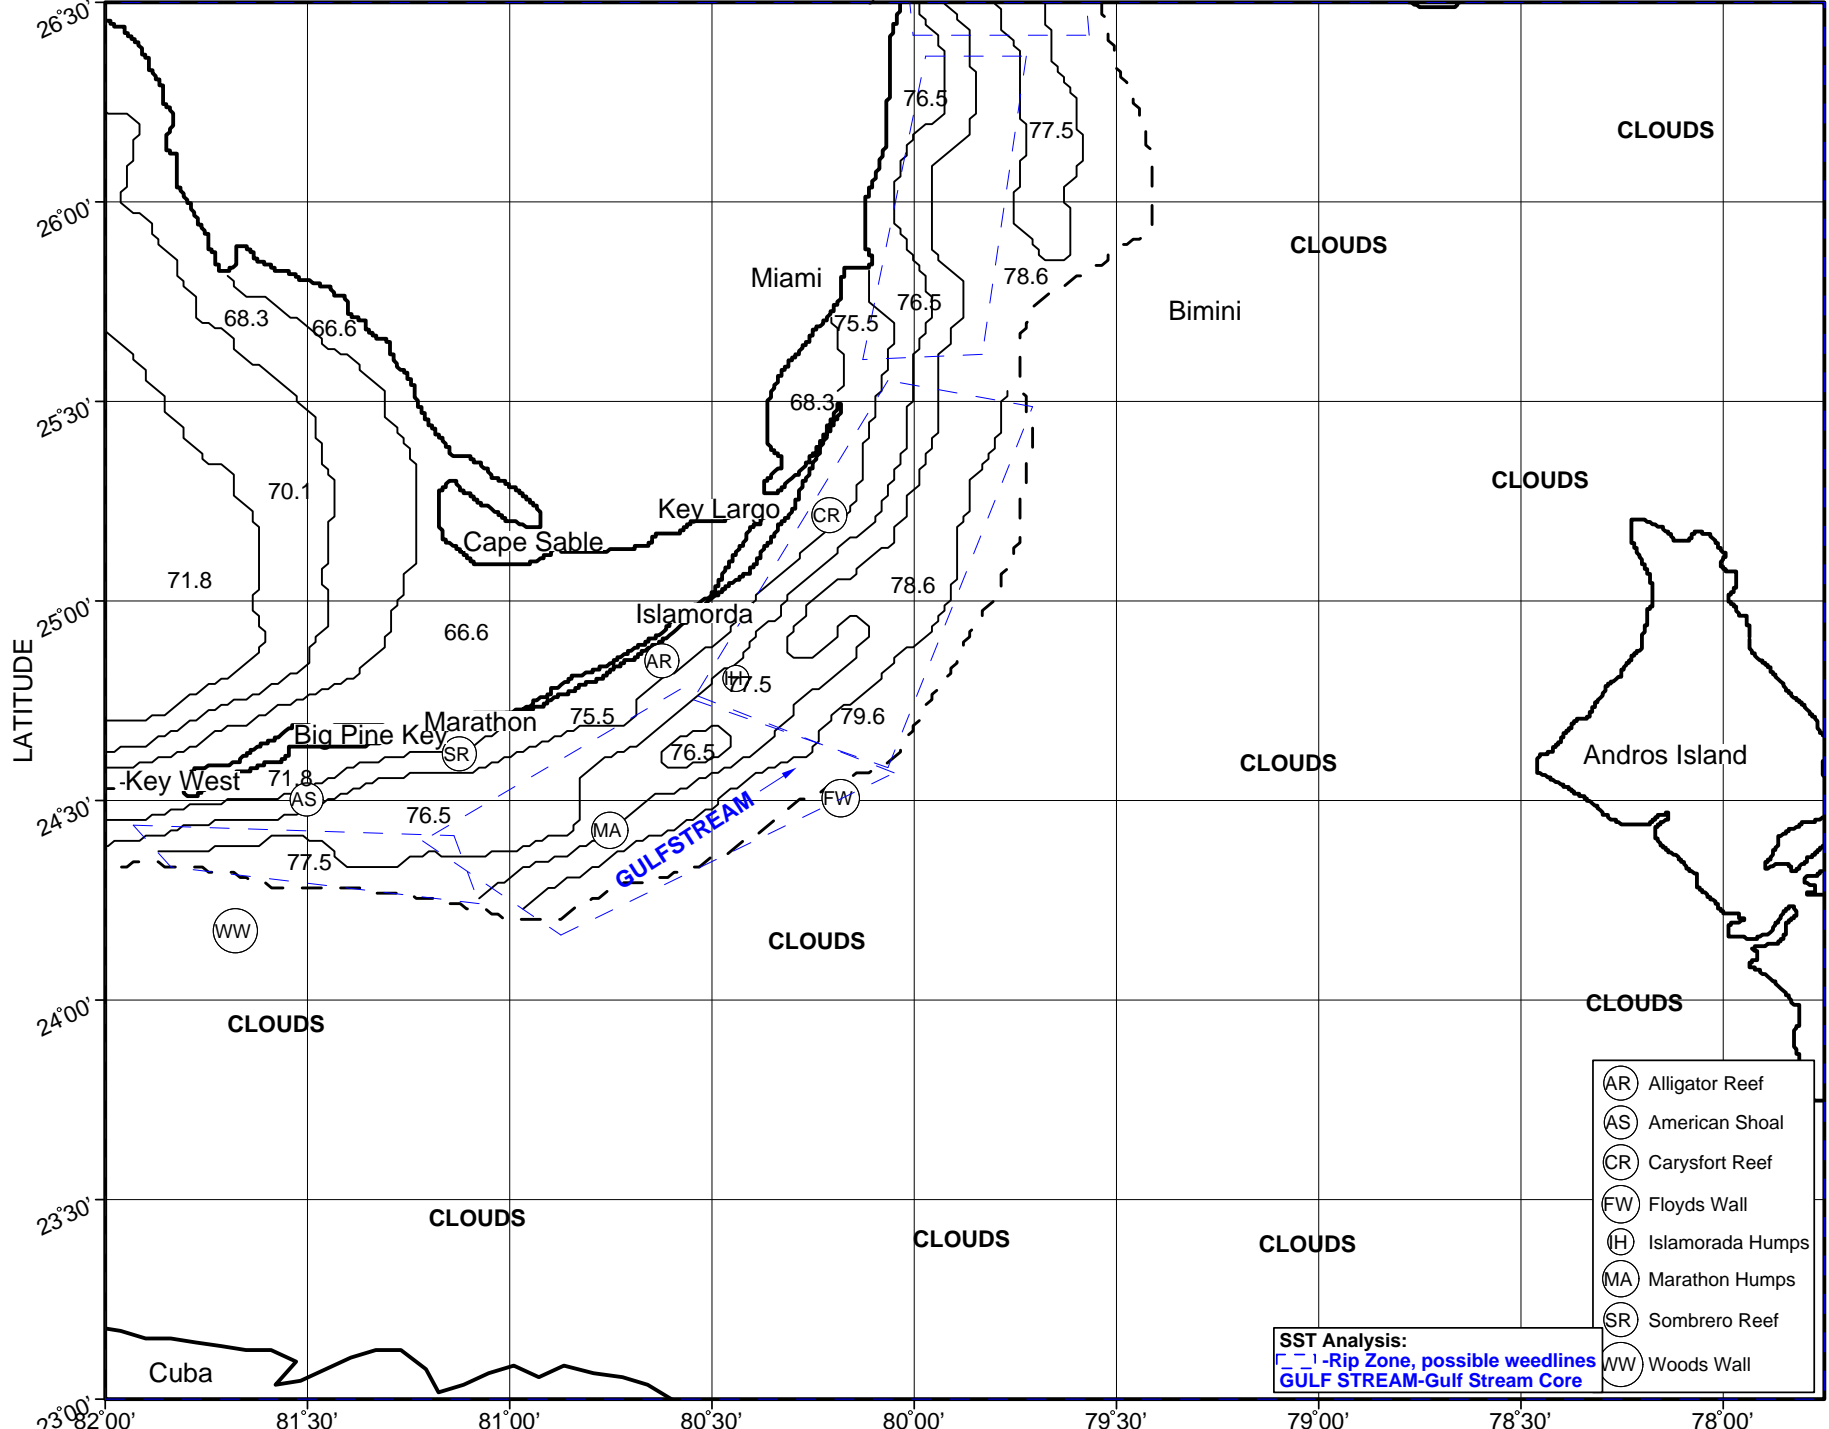 26°30'
76.5
77.5
CLOUDS
26°00'
CLOUDS
Miami
78.6
Bimini
68.3
66.6
75.5
76.5
25°30'
68.3
70.1
CLOUDS
Key Largo
CR
Cape Sable
71.8
78.6
25°00'
Islamorda
66.6
AR
LATITUDE
IH
77.5
75.5
79.6
Marathon
Big Pine Key
SR
76.5
CLOUDS
Andros Island
-Key West
71.8
AS
24°30'
76.5
MA
FW
GULFSTREAM
77.5
WW
CLOUDS
24°00'
CLOUDS
CLOUDS
AR Alligator Reef
AS American Shoal
CR Carysfort Reef
FW Floyds Wall
IH Islamorada Humps
MA Marathon Humps
SR Sombrero Reef
WW Woods Wall
23°30'
CLOUDS
CLOUDS
CLOUDS
SST Analysis:
-Rip Zone, possible weedlines
GULF STREAM-Gulf Stream Core
Cuba
23°00'
82°00' 81°30' 81°00' 80°30' 80°00' 79°30' 79°00' 78°30' 78°00'